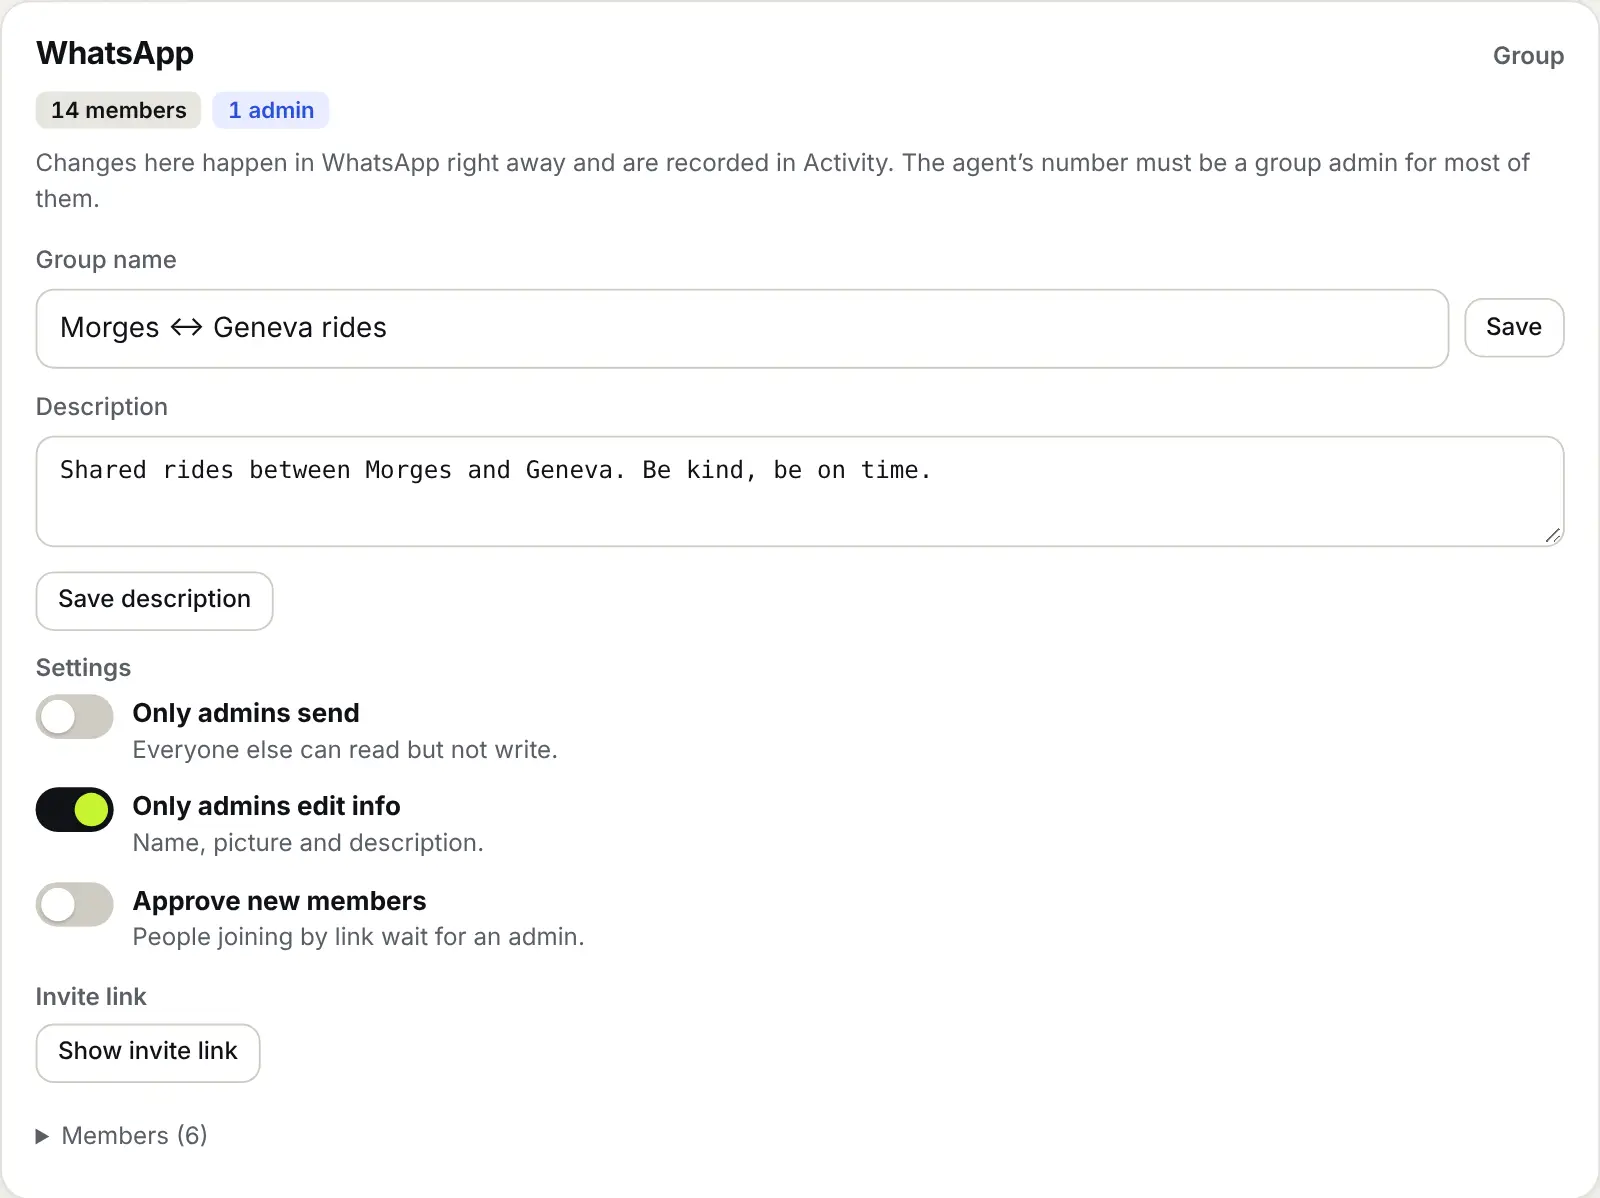 WhatsApp
Group
14 members
1 admin
Changes here happen in WhatsApp right away and are recorded in Activity. The agent’s number must be a group admin for most of
them.
Group name
Morges ↔ Geneva rides
Save
Description
Shared rides between Morges and Geneva. Be kind, be on time.
Save description
Settings
Only admins send
Everyone else can read but not write.
Only admins edit info
Name, picture and description.
Approve new members
People joining by link wait for an admin.
Invite link
Show invite link
Members (6)